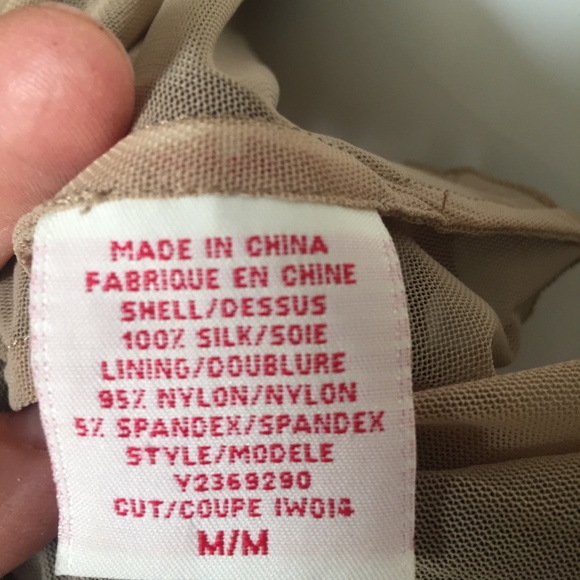 MADE IN CHINA
FABRIQUE EN CHINE
SHELL/DESSUS
100% SILK/SOIE
LINING/DOUBLURE
95% NYLON/NYLON
5% SPANDEX/SPANDEX
STYLE/MODELE
Y2369290
CUT/COUPE IW014
M/M